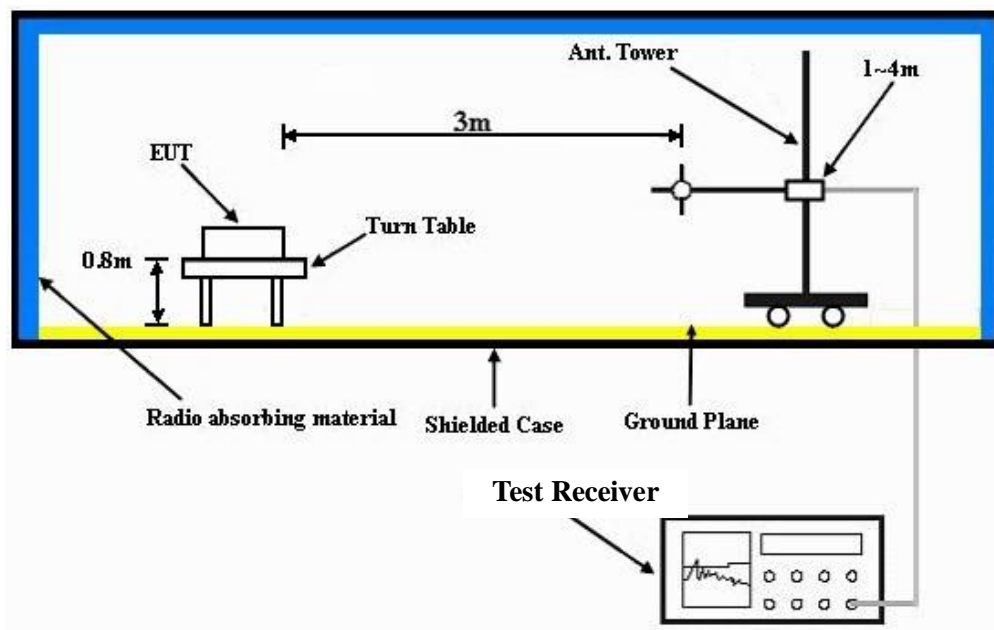 Ant. Tower
1~4m
3m
EUT
Turn Table
0.8m
Radio absorbing material
Shielded Case
Ground Plane
Test Receiver